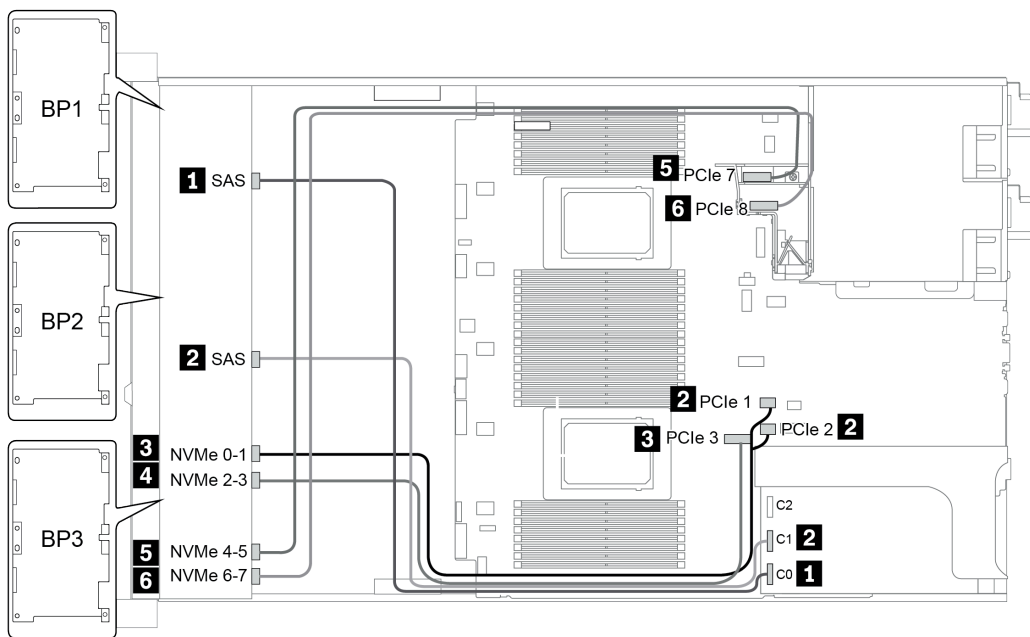 BP1
BP2
BP3
1 SAS
2 SAS
3 NVMe 0-1
4 NVMe 2-3
5 NVMe 4-5
6 NVMe 6-7
5 PCIe 7
6 PCIe 8
2 PCIe 1
PCIe 2 2
3 PCIe 3
C2
C1 2
C0 1